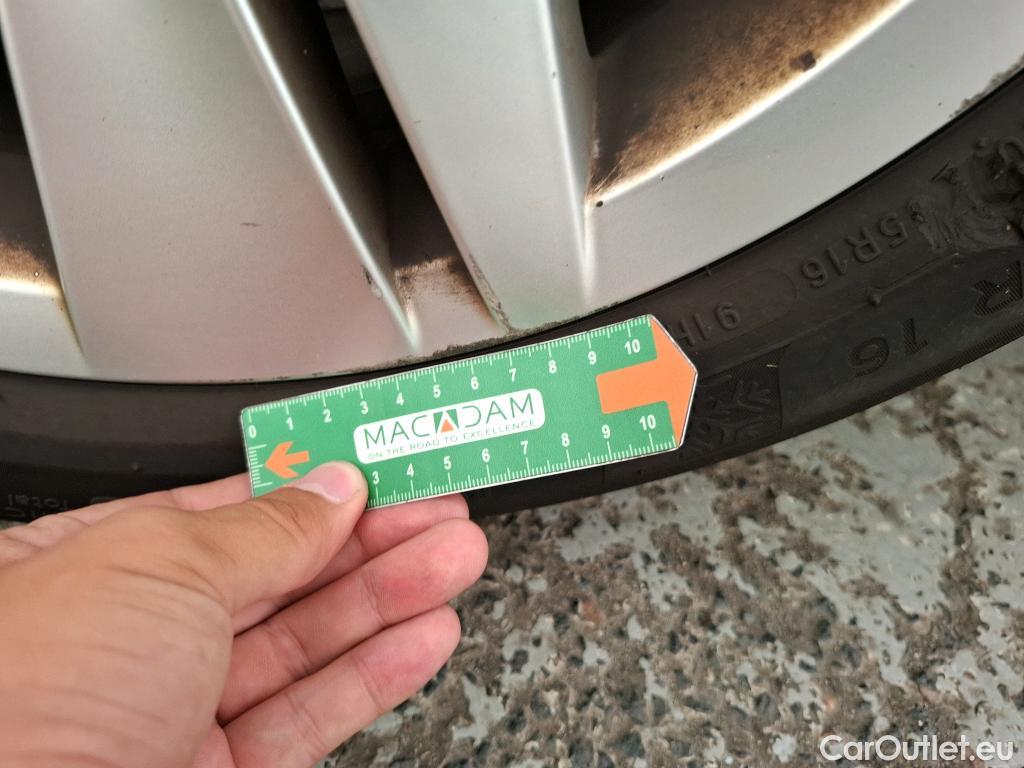 5R16
91H
R 16
0 1 2 3 4 5 6 7 8 9 10
MACADAM
ON THE ROAD TO EXCELLENCE
3 4 5 6 7 8 9 10
CarOutlet.eu